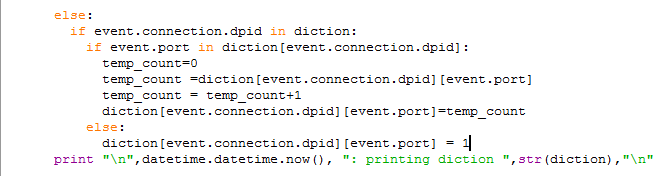 else:
if event.connection.dpid in diction:
if event.port in diction[event.connection.dpid]:
temp_count=0
temp_count =diction[event.connection.dpid][event.port]
temp_count = temp_count+1
diction[event.connection.dpid][event.port]=temp_count
else:
diction[event.connection.dpid][event.port] = 1
print "\n",datetime.datetime.now(), ": printing diction ",str(diction),"\n"